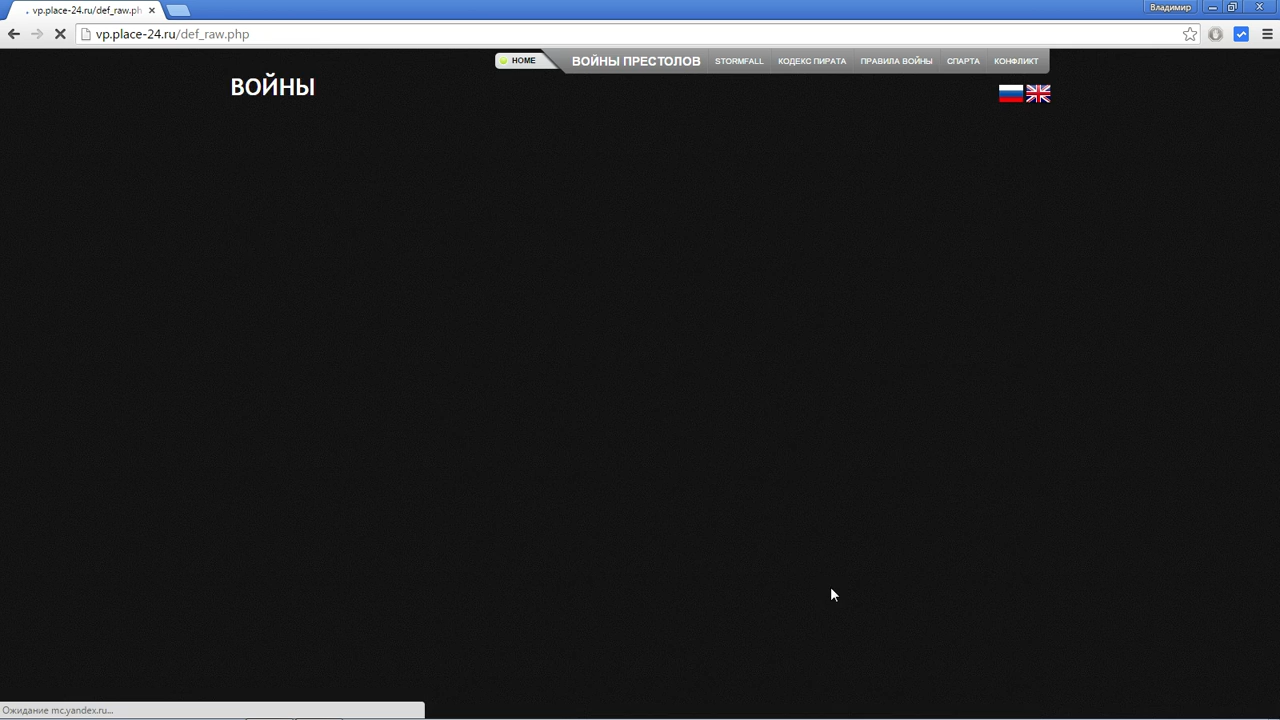 vp.place-24.ru/def_raw.ph
Владимир
vp.place-24.ru/def_raw.php
HOME
ВОЙНЫ ПРЕСТОЛОВ
STORMFALL
КОДЕКС ПИРАТА
ПРАВИЛА ВОЙНЫ
СПАРТА
КОНФЛИКТ
ВОЙНЫ
Ожидание mc.yandex.ru...